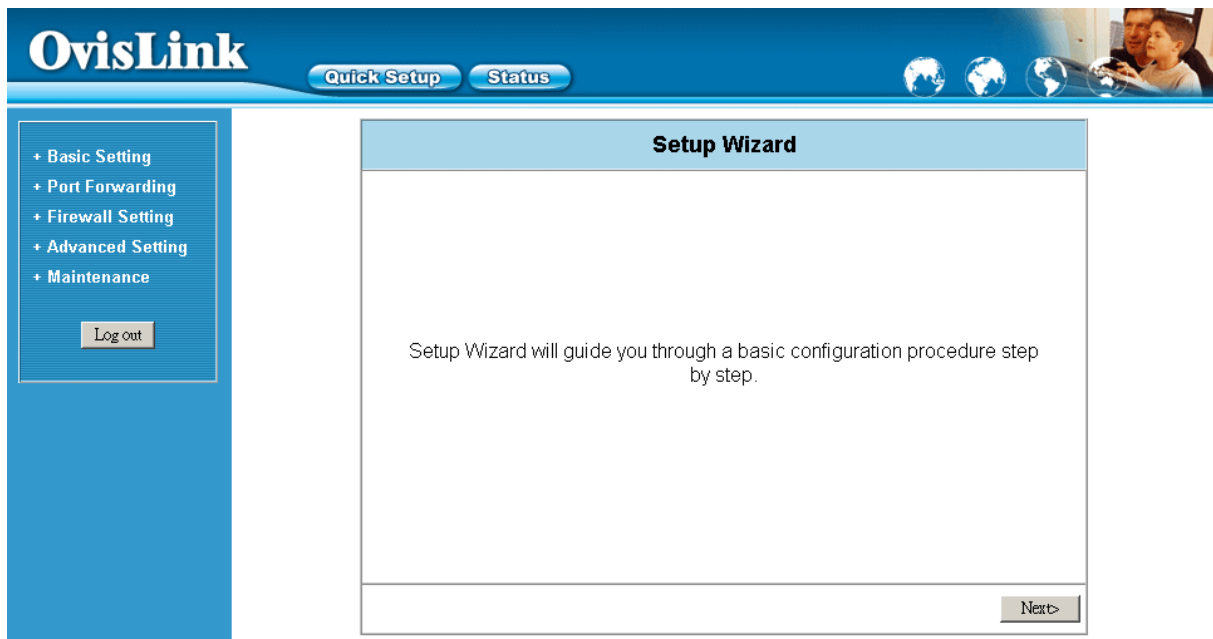 OvisLink
Quick Setup
Status
+ Basic Setting
+ Port Forwarding
+ Firewall Setting
+ Advanced Setting
+ Maintenance
Log out
Setup Wizard
Setup Wizard will guide you through a basic configuration procedure step
by step.
Next>